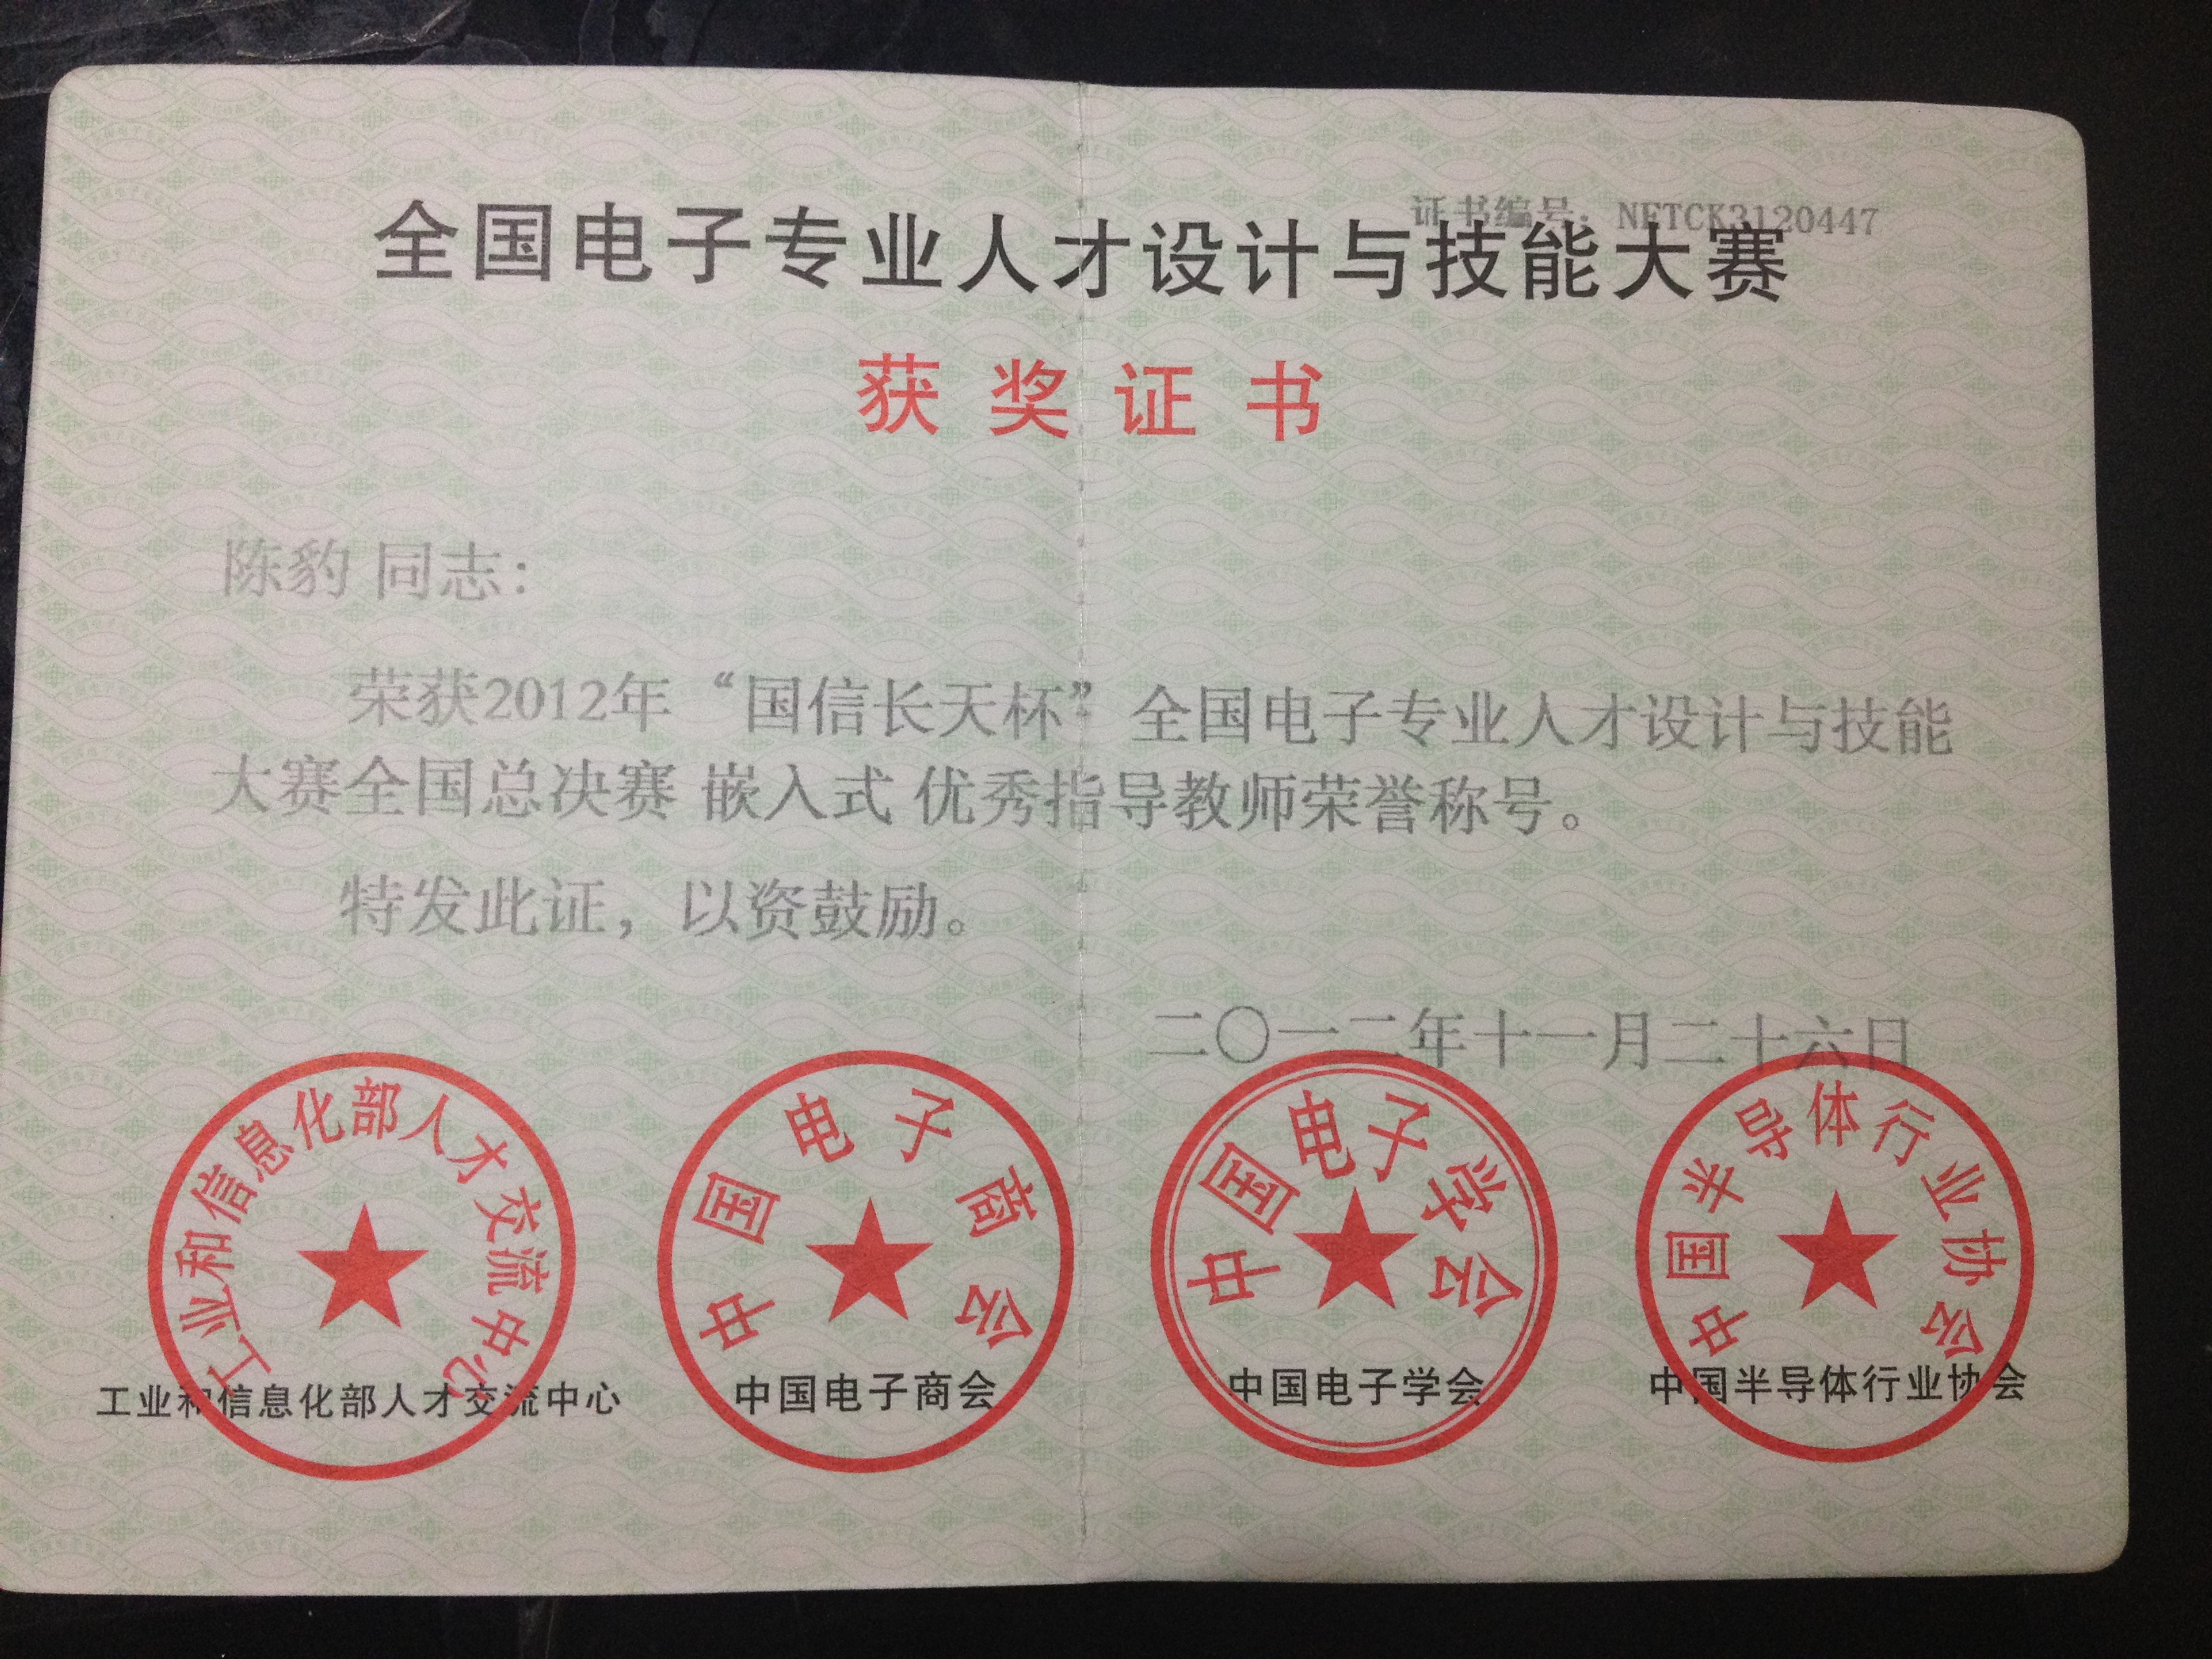 证书编号：NETCK3120447
全国电子专业人才设计与技能大赛
获奖证书
陈豹 同志：
荣获2012年“国信长天杯”全国电子专业人才设计与技能
大赛全国总决赛 嵌入式 优秀指导教师荣誉称号。
特发此证，以资鼓励。
二〇一二年十一月二十六日
工业和信息化部人才交流中心
中国电子商会
中国电子学会
中国半导体行业协会
工业和信息化部人才交流中心
中国电子商会
中国电子学会
中国半导体行业协会